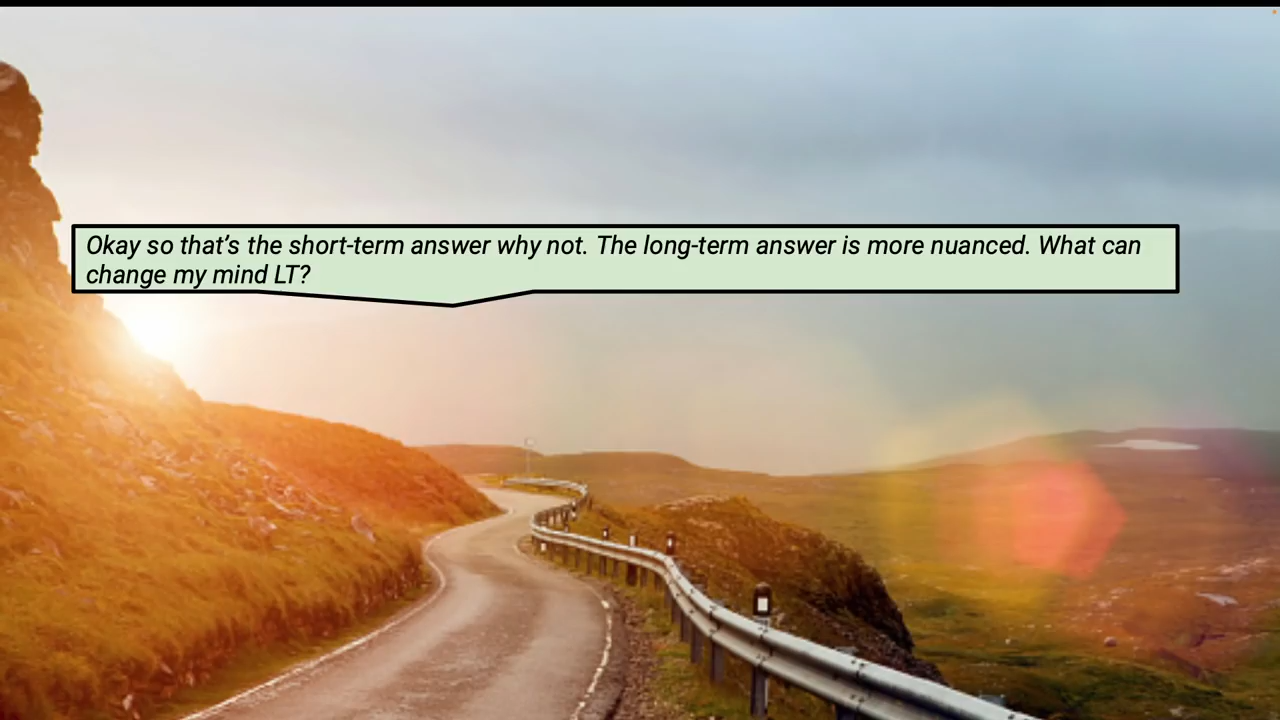 Okay so that's the short-term answer why not. The long-term answer is more nuanced. What can
change my mind LT?